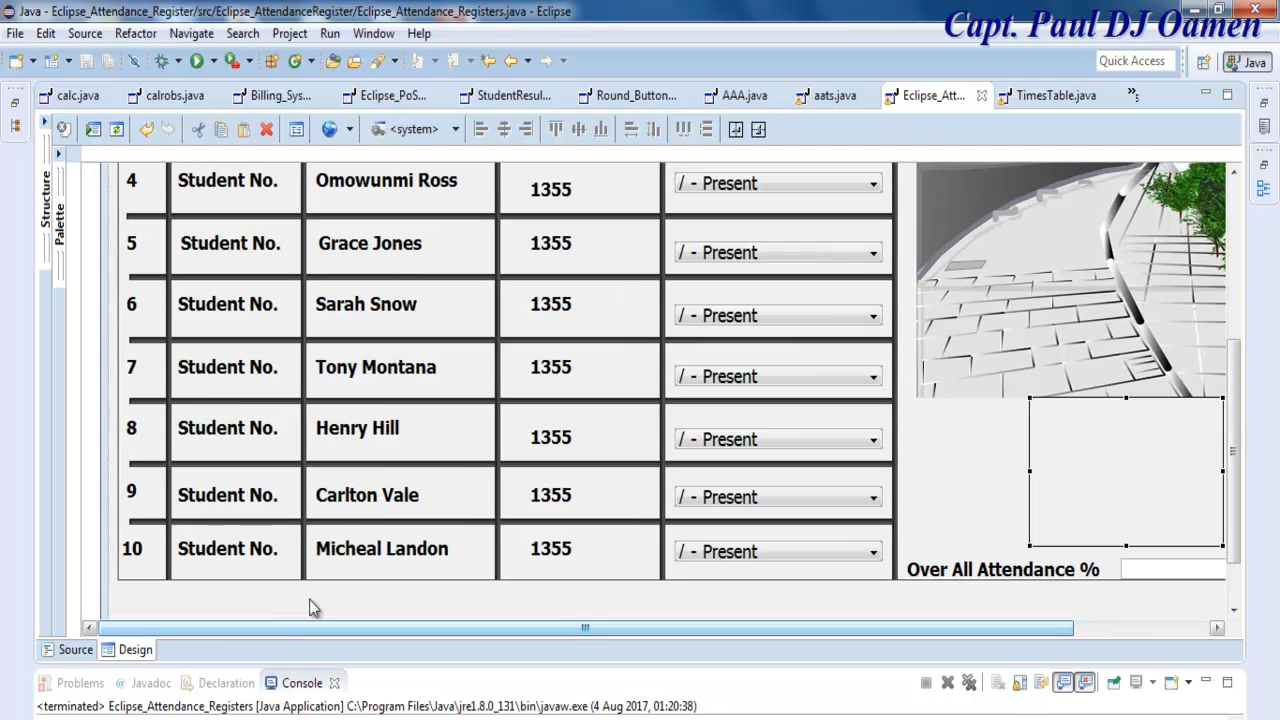 Java - Eclipse_Attendance_Register/src/Eclipse_AttendanceRegister/Eclipse_Attendance_Registers.java - Eclipse
Capt. Paul DJ Oamen
File Edit Source Refactor Navigate Search Project Run Window Help
Quick Access
Java
calc.java calrobs.java Billing_Sys... Eclipse_PoS... StudentResul... Round_Button... AAA.java aats.java Eclipse_Att... TimesTable.java »5
<system>
Structure
Palette
4 Student No. Omowunmi Ross 1355 / - Present
5 Student No. Grace Jones 1355 / - Present
6 Student No. Sarah Snow 1355 / - Present
7 Student No. Tony Montana 1355 / - Present
8 Student No. Henry Hill 1355 / - Present
9 Student No. Carlton Vale 1355 / - Present
10 Student No. Micheal Landon 1355 / - Present
Over All Attendance %
Source Design
Problems Javadoc Declaration Console
<terminated> Eclipse_Attendance_Registers [Java Application] C:\Program Files\Java\jre1.8.0_131\bin\javaw.exe (4 Aug 2017, 01:20:38)